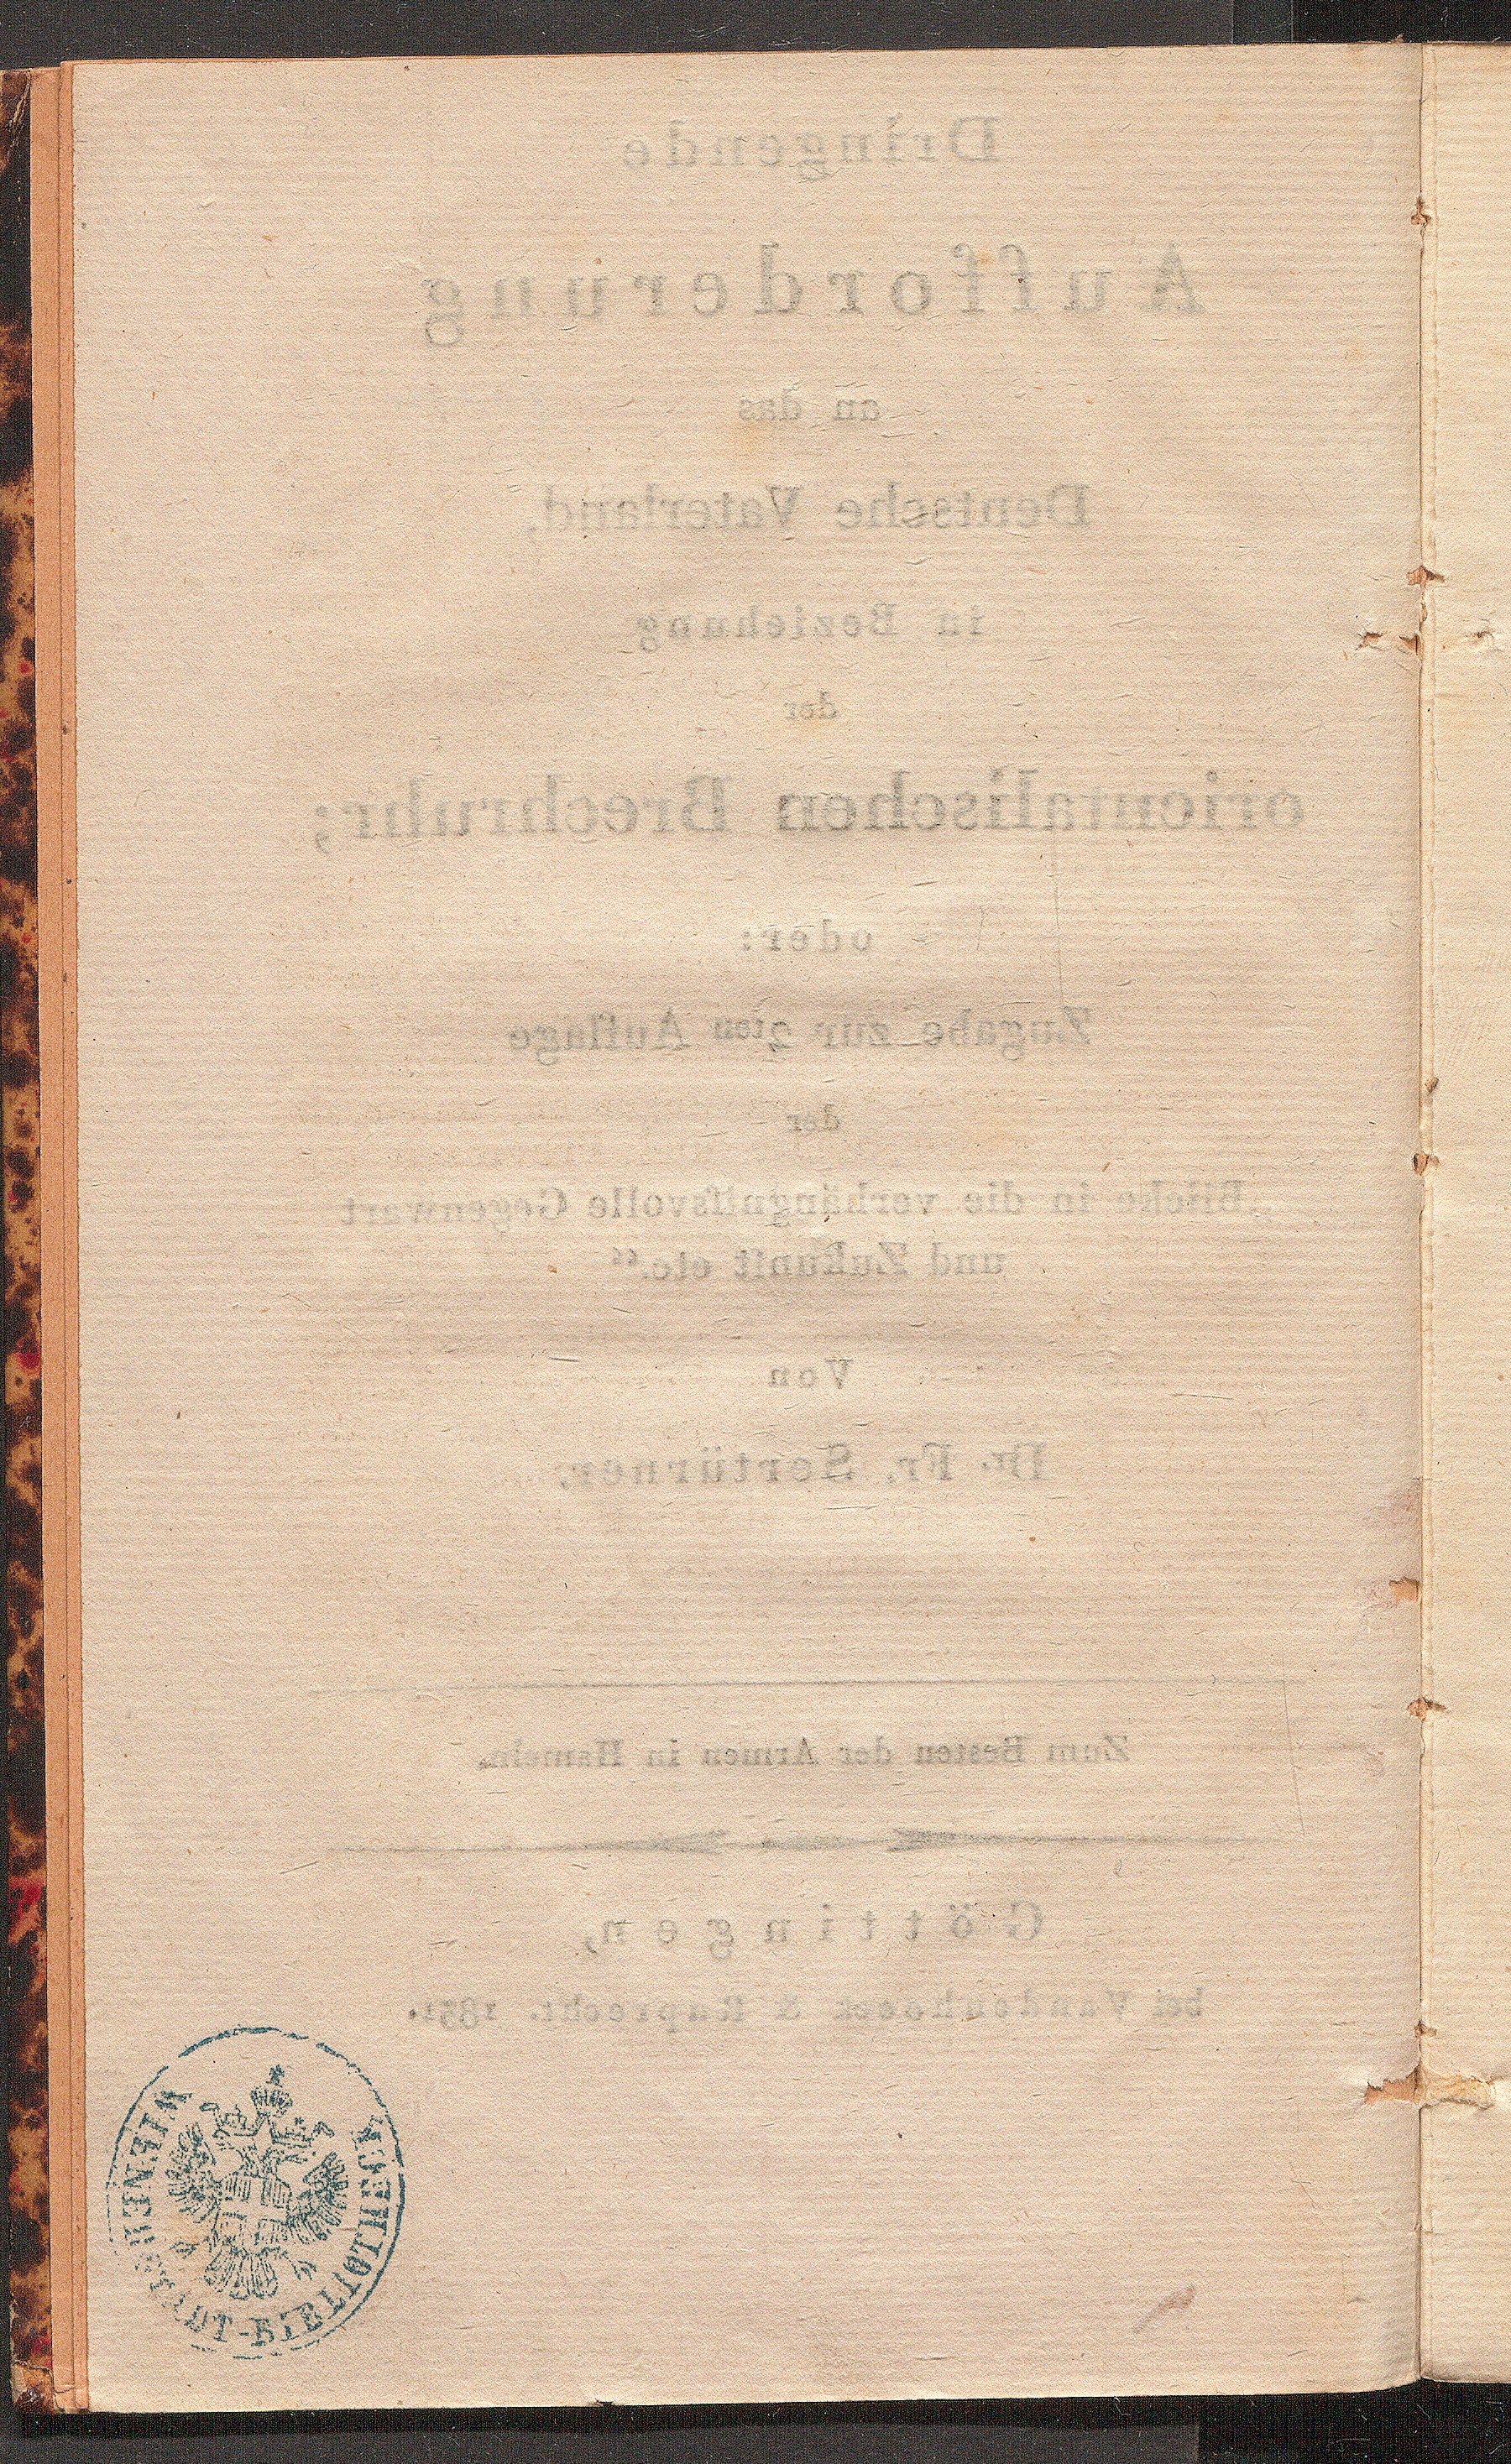 Dringende
Aufforderung
an das
Deutsche Vaterland,
in Beziehung
der
orientalischen Brechruhr;
oder:
Zugabe zur 2ten Auflage
der
„Blicke in die verhängnißvolle Gegenwart
und Zukunft etc.“
Von
Dr. Fr. Sertürner.
Zum Besten der Armen in Hameln.
Göttingen,
bei Vandenhoeck & Ruprecht. 1831.
WIENER STADT-BIBLIOTHEK